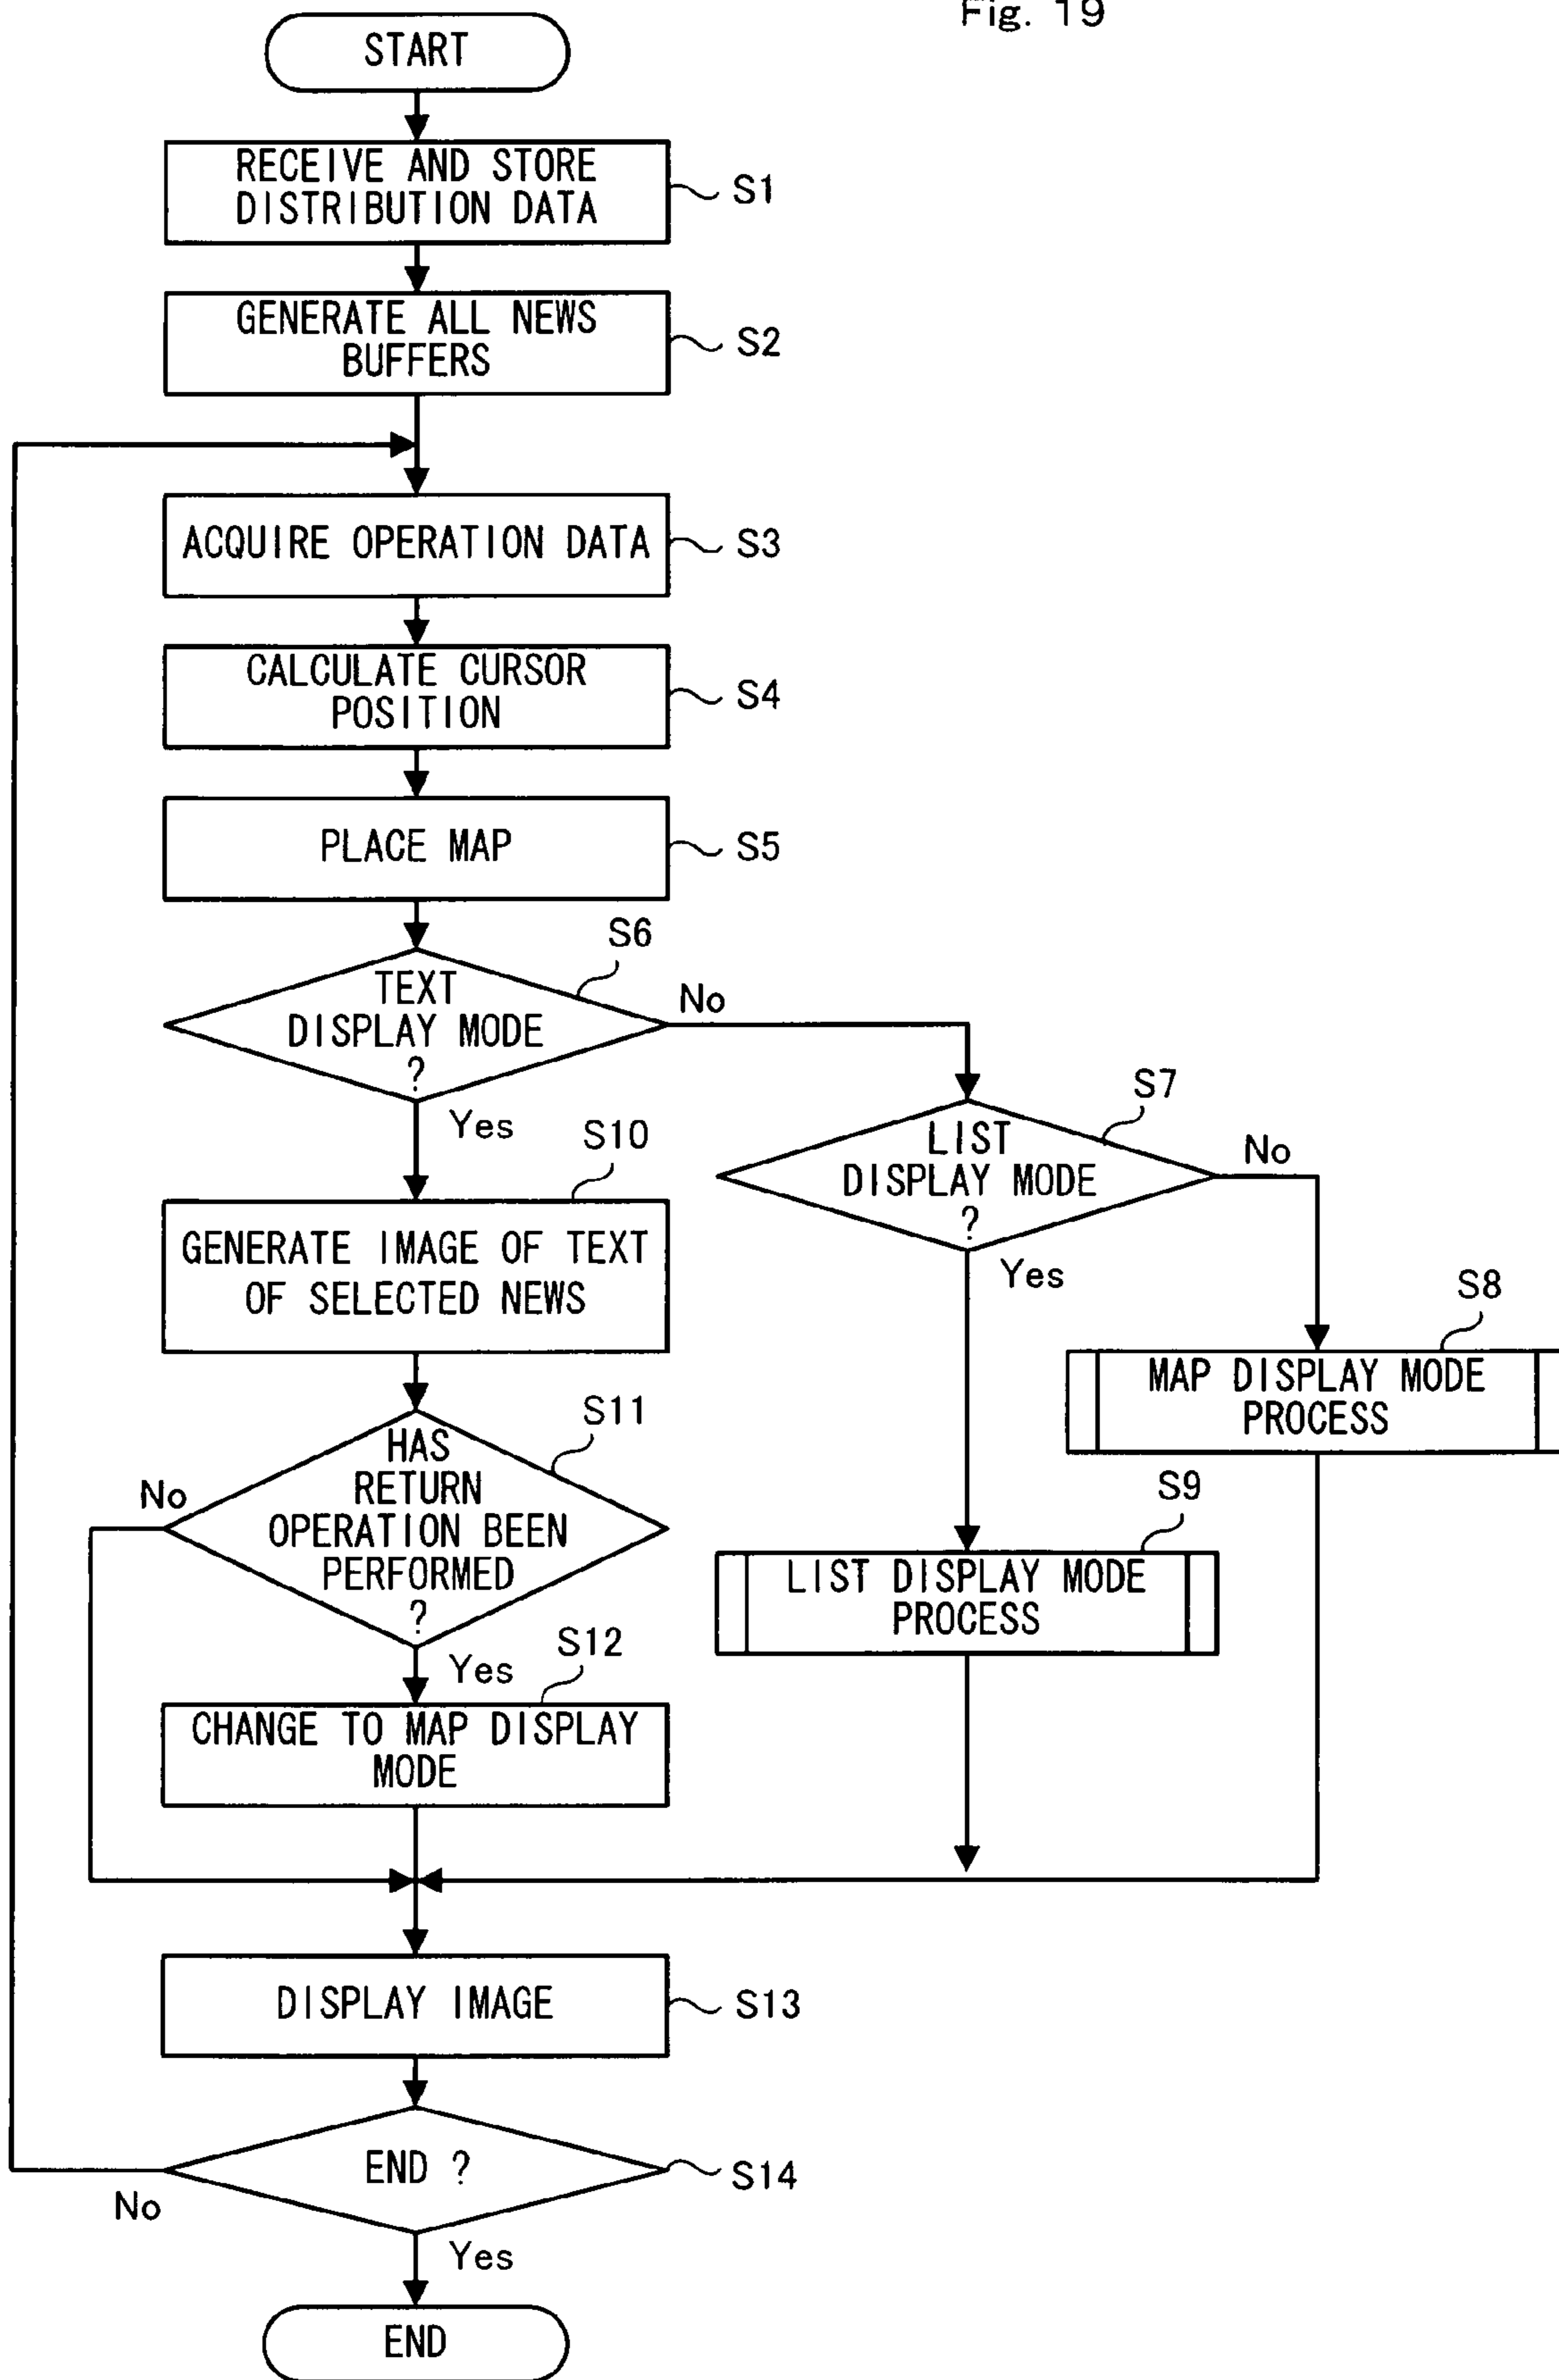 Fig. 19
START
RECEIVE AND STORE
DISTRIBUTION DATA
S1
GENERATE ALL NEWS
BUFFERS
S2
ACQUIRE OPERATION DATA
S3
CALCULATE CURSOR
POSITION
S4
PLACE MAP
S5
S6
TEXT
DISPLAY MODE
?
No
Yes
S7
LIST
DISPLAY MODE
?
No
Yes
S8
MAP DISPLAY MODE
PROCESS
S9
LIST DISPLAY MODE
PROCESS
S10
GENERATE IMAGE OF TEXT
OF SELECTED NEWS
S11
HAS
RETURN
OPERATION BEEN
PERFORMED
?
No
Yes
S12
CHANGE TO MAP DISPLAY
MODE
DISPLAY IMAGE
S13
END ?
S14
No
Yes
END